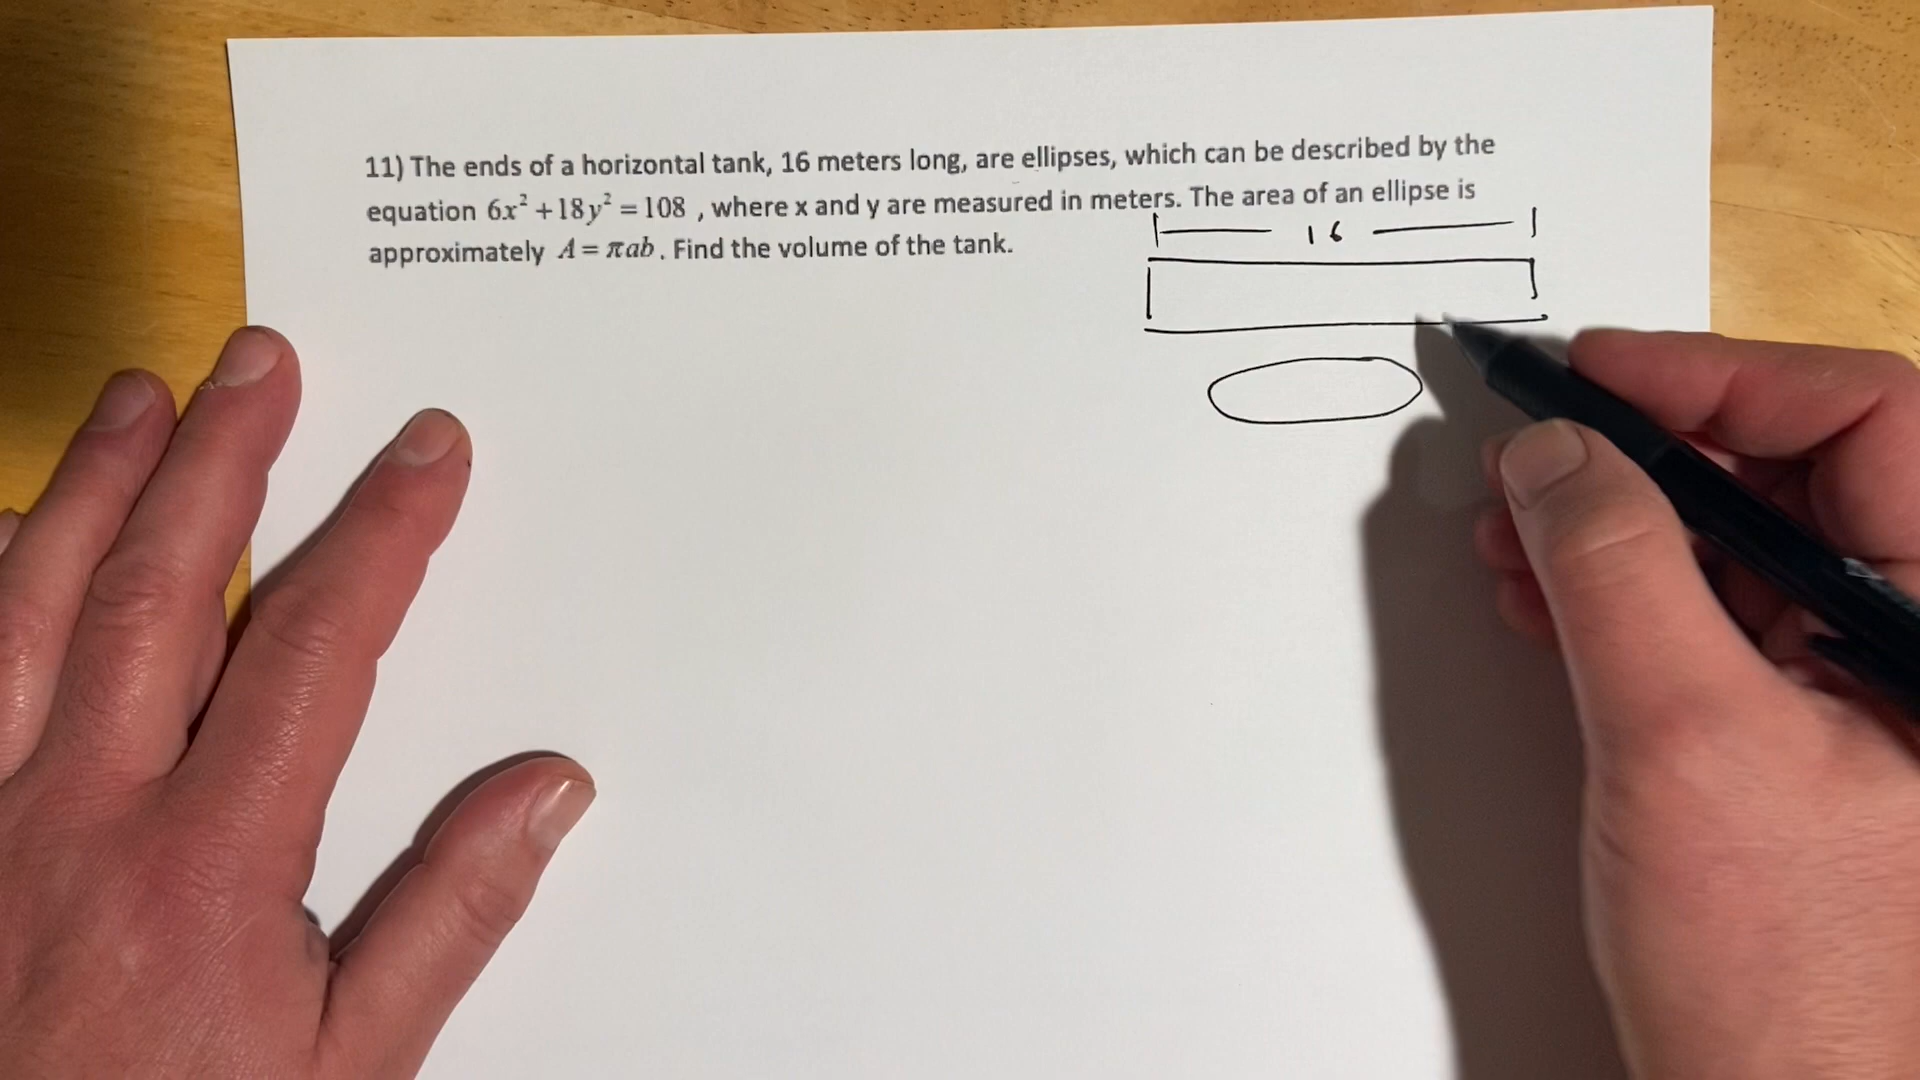 11) The ends of a horizontal tank, 16 meters long, are ellipses, which can be described by the
equation 6x² + 18y² = 108 , where x and y are measured in meters. The area of an ellipse is
approximately A = πab. Find the volume of the tank.
16